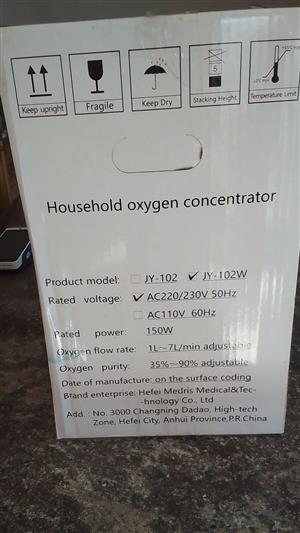 Keep upright
Fragile
Keep Dry
5
Stacking Height
Temperature Limit
Household oxygen concentrator
Product model: JY-102 ✓ JY-102W
Rated voltage: ✓ AC220/230V 50Hz
AC110V 60Hz
Rated power: 150W
Oxygen flow rate: 1L~7L/min adjustable
Oxygen purity: 35%~90% adjustable
Date of manufacture: on the surface coding
Brand enterprise: Hefei Medris Medical&Tec-
-hnology Co., Ltd
Add. : No. 3000 Changning Dadao, High-tech
Zone, Hefei City, Anhui Province,P.R.China